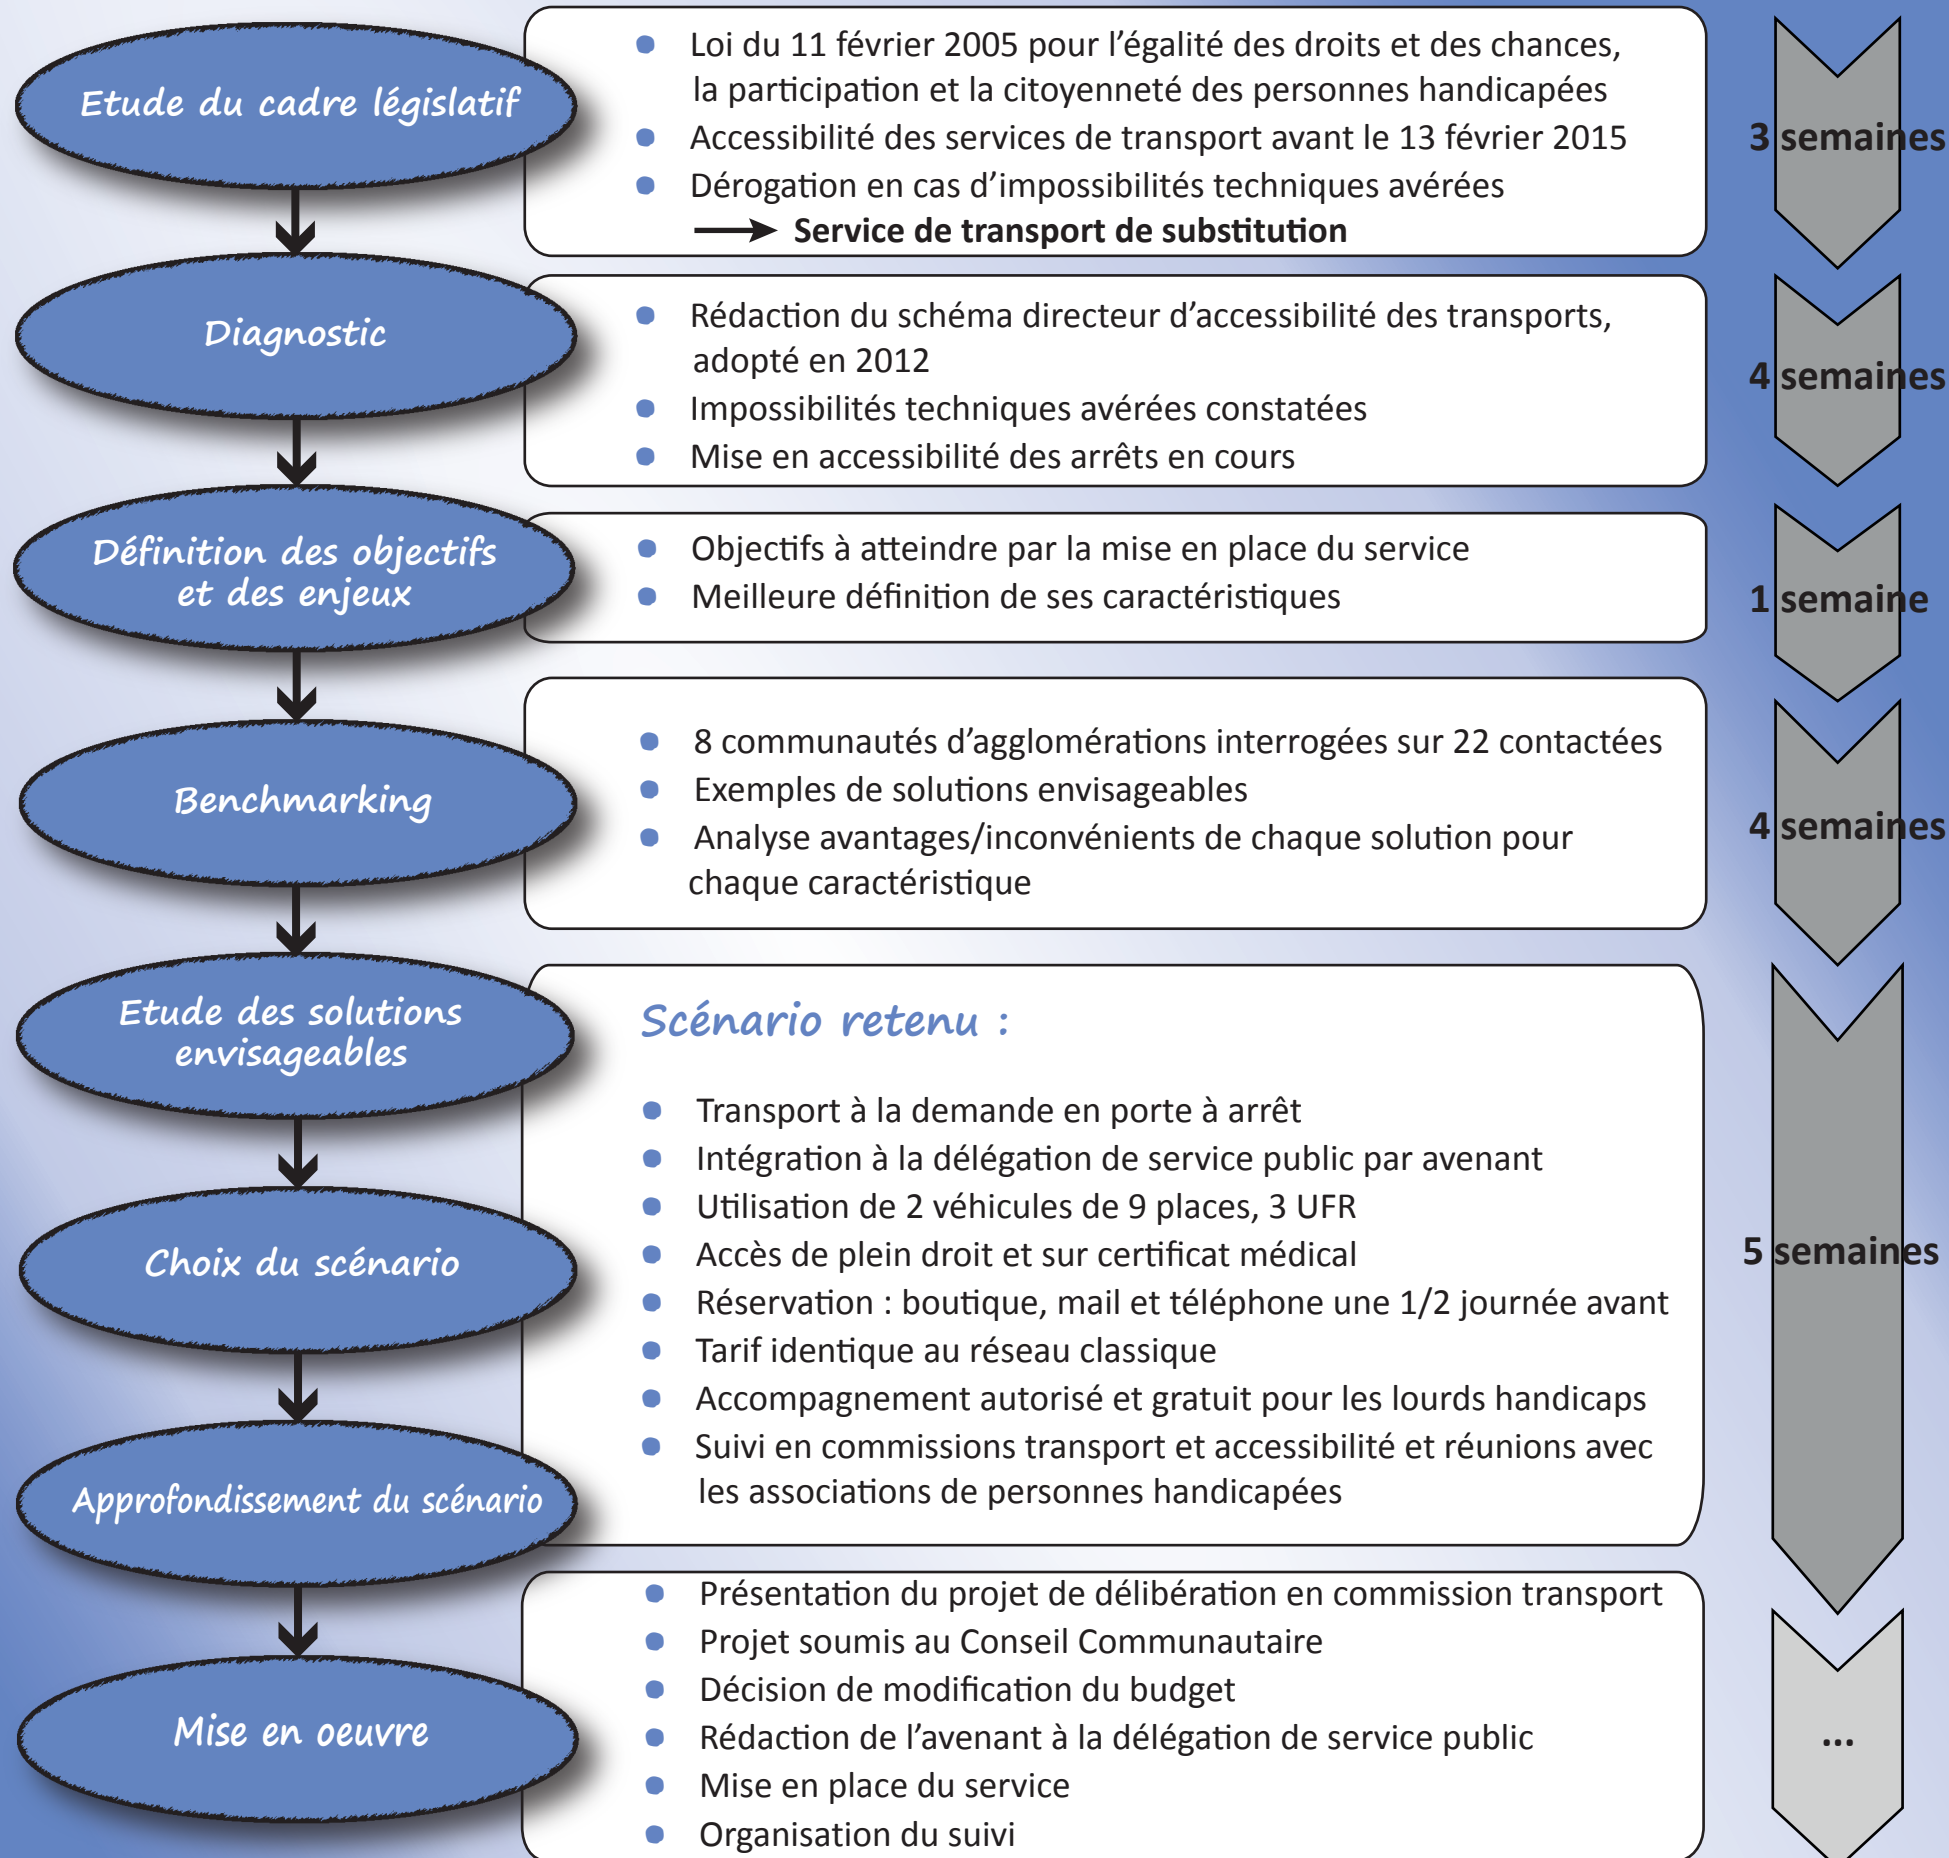 Etude du cadre législatif
Loi du 11 février 2005 pour l'égalité des droits et des chances,
la participation et la citoyenneté des personnes handicapées
Accessibilité des services de transport avant le 13 février 2015
Dérogation en cas d'impossibilités techniques avérées
Service de transport de substitution
3 semaines
Diagnostic
Rédaction du schéma directeur d'accessibilité des transports,
adopté en 2012
Impossibilités techniques avérées constatées
Mise en accessibilité des arrêts en cours
4 semaines
Définition des objectifs
et des enjeux
Objectifs à atteindre par la mise en place du service
Meilleure définition de ses caractéristiques
1 semaine
Benchmarking
8 communautés d'agglomérations interrogées sur 22 contactées
Exemples de solutions envisageables
Analyse avantages/inconvénients de chaque solution pour
chaque caractéristique
4 semaines
Etude des solutions
envisageables
Choix du scénario
Approfondissement du scénario
Scénario retenu :
Transport à la demande en porte à arrêt
Intégration à la délégation de service public par avenant
Utilisation de 2 véhicules de 9 places, 3 UFR
Accès de plein droit et sur certificat médical
Réservation : boutique, mail et téléphone une 1/2 journée avant
Tarif identique au réseau classique
Accompagnement autorisé et gratuit pour les lourds handicaps
Suivi en commissions transport et accessibilité et réunions avec
les associations de personnes handicapées
5 semaines
Mise en oeuvre
Présentation du projet de délibération en commission transport
Projet soumis au Conseil Communautaire
Décision de modification du budget
Rédaction de l'avenant à la délégation de service public
Mise en place du service
Organisation du suivi
...